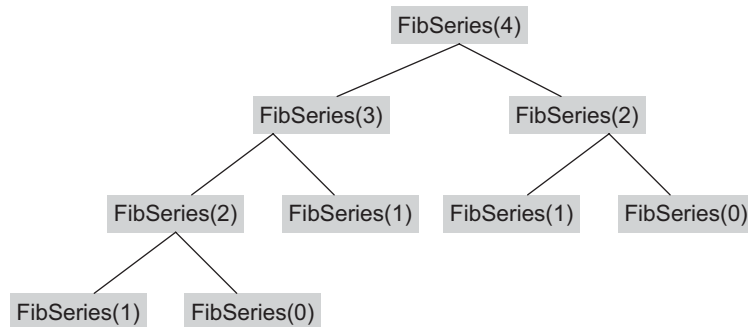 FibSeries(4)
FibSeries(3) FibSeries(2)
FibSeries(2) FibSeries(1) FibSeries(1) FibSeries(0)
FibSeries(1) FibSeries(0)